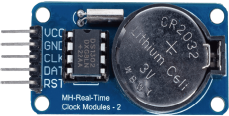 VCC
GND
CLK
DAT
RST
CR2032
Lithium Cell
3V
MH-Real-Time
Clock Modules - 2